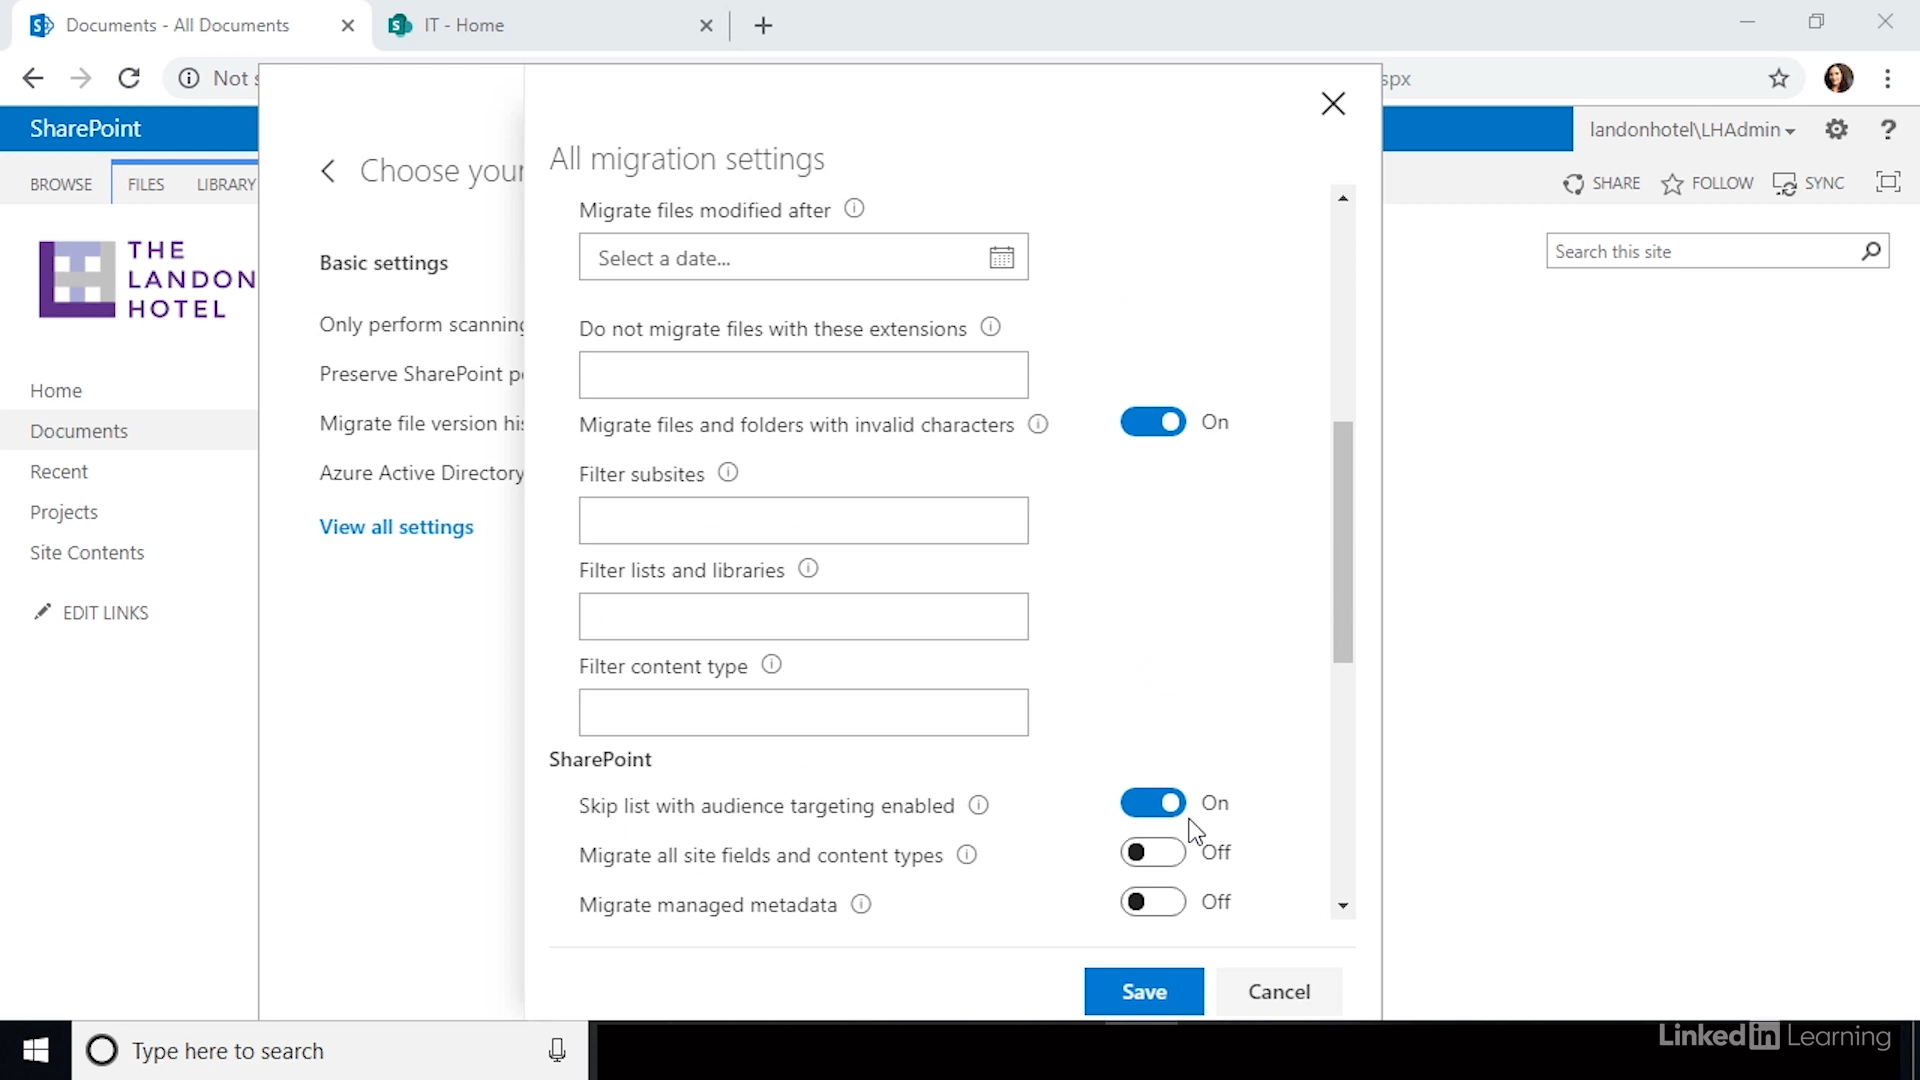 Documents - All Documents
IT - Home
Not s
spx
SharePoint
landonhotel\LHAdmin
?
BROWSE
FILES
LIBRARY
SHARE
FOLLOW
SYNC
THE
LANDON
HOTEL
Search this site
Home
Documents
Recent
Projects
Site Contents
EDIT LINKS
Choose your
Basic settings
Only perform scanning
Preserve SharePoint pe
Migrate file version his
Azure Active Directory
View all settings
All migration settings
Migrate files modified after
Select a date...
Do not migrate files with these extensions
Migrate files and folders with invalid characters
On
Filter subsites
Filter lists and libraries
Filter content type
SharePoint
Skip list with audience targeting enabled
On
Migrate all site fields and content types
Off
Migrate managed metadata
Off
Save
Cancel
Type here to search
Linked in Learning